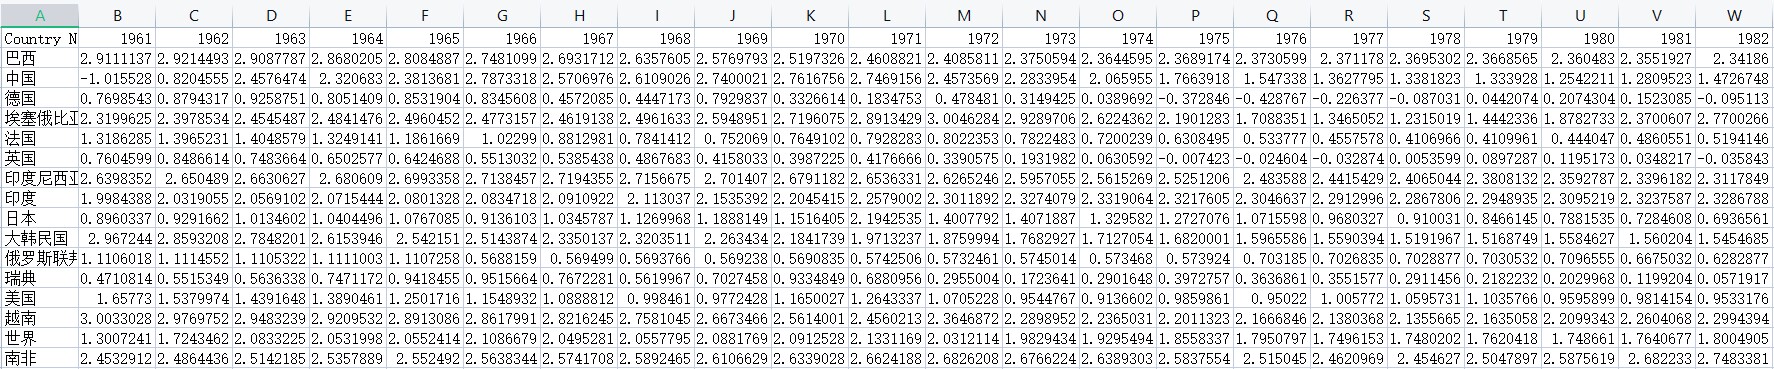 A B C D E F G H I J K L M N O P Q R S T U V W
Country N 1961 1962 1963 1964 1965 1966 1967 1968 1969 1970 1971 1972 1973 1974 1975 1976 1977 1978 1979 1980 1981 1982
巴西 2.9111137 2.9214493 2.9087787 2.8680205 2.8084887 2.7481099 2.6931712 2.6357605 2.5769793 2.5197326 2.4608821 2.4085811 2.3750594 2.3644595 2.3689174 2.3730599 2.371178 2.3695302 2.3668565 2.360483 2.3551927 2.34186
中国 -1.015528 0.8204555 2.4576474 2.320683 2.3813681 2.7873318 2.5706976 2.6109026 2.7400021 2.7616756 2.7469156 2.4573569 2.2833954 2.065955 1.7663918 1.547338 1.3627795 1.3381823 1.333928 1.2542211 1.2809523 1.4726748
德国 0.7698543 0.8794317 0.9258751 0.8051409 0.8531904 0.8345608 0.4572085 0.4447173 0.7929837 0.3326614 0.1834753 0.478481 0.3149425 0.0389692 -0.372846 -0.428767 -0.226377 -0.087031 0.0442074 0.2074304 0.1523085 -0.095113
埃塞俄比亚 2.3199625 2.3978534 2.4545487 2.4841476 2.4960452 2.4773157 2.4619138 2.4961633 2.5948951 2.7196075 2.8913429 3.0046284 2.9289706 2.6224362 2.1901283 1.7088351 1.3465052 1.2315019 1.4442336 1.8782733 2.3700607 2.7700266
法国 1.3186285 1.3965231 1.4048579 1.3249141 1.1861669 1.02299 0.8812981 0.7841412 0.752069 0.7649102 0.7928283 0.8022353 0.7822483 0.7200239 0.6308495 0.533777 0.4557578 0.4106966 0.4109961 0.444047 0.4860551 0.5194146
英国 0.7604599 0.8486614 0.7483664 0.6502577 0.6424688 0.5513032 0.5385438 0.4867683 0.4158033 0.3987225 0.4176666 0.3390575 0.1931982 0.0630592 -0.007423 -0.024604 -0.032874 0.0053599 0.0897287 0.1195173 0.0348217 -0.035843
印度尼西亚 2.6398352 2.650489 2.6630627 2.680609 2.6993358 2.7138457 2.7194355 2.7156675 2.701407 2.6791182 2.6536331 2.6265246 2.5957055 2.5615269 2.5251206 2.483588 2.4415429 2.4065044 2.3808132 2.3592787 2.3396182 2.3117849
印度 1.9984388 2.0319055 2.0569102 2.0715444 2.0801328 2.0834718 2.0910922 2.113037 2.1535392 2.2045415 2.2579002 2.3011892 2.3274079 2.3319064 2.3217605 2.3046637 2.2912996 2.2867806 2.2948935 2.3095219 2.3237587 2.3286788
日本 0.8960337 0.9291662 1.0134602 1.0404496 1.0767085 0.9136103 1.0345787 1.1269968 1.1888149 1.1516405 2.1942535 1.4007792 1.4071887 1.329582 1.2727076 1.0715598 0.9680327 0.910031 0.8466145 0.7881535 0.7284608 0.6936561
大韩民国 2.967244 2.8593208 2.7848201 2.6153946 2.542151 2.5143874 2.3350137 2.3203511 2.263434 2.1841739 1.9713237 1.8759994 1.7682927 1.7127054 1.6820001 1.5965586 1.5590394 1.5191967 1.5168749 1.5584627 1.560204 1.5454685
俄罗斯联邦 1.1106018 1.1114552 1.1105322 1.1111003 1.1107258 0.5688159 0.569499 0.5693766 0.569238 0.5690835 0.5742506 0.5732461 0.5745014 0.573468 0.573924 0.703185 0.7026835 0.7028877 0.7030532 0.7096555 0.6675032 0.6282877
瑞典 0.4710814 0.5515349 0.5636338 0.7471172 0.9418455 0.9515664 0.7672281 0.5619967 0.7027458 0.9334849 0.6880956 0.2955004 0.1723641 0.2901648 0.3972757 0.3636861 0.3551577 0.2911456 0.2182232 0.2029968 0.1199204 0.0571917
美国 1.65773 1.5379974 1.4391648 1.3890461 1.2501716 1.1548932 1.0888812 0.998461 0.9772428 1.1650027 1.2643337 1.0705228 0.9544767 0.9136602 0.9859861 0.95022 1.005772 1.0595731 1.1035766 0.9595899 0.9814154 0.9533176
越南 3.0033028 2.9769752 2.9483239 2.9209532 2.8913086 2.8617991 2.8216245 2.7581045 2.6673466 2.5614001 2.4560213 2.3646872 2.2898952 2.2365031 2.2011323 2.1666846 2.1380368 2.1355665 2.1635058 2.2099343 2.2604068 2.2994394
世界 1.3007241 1.7243462 2.0833225 2.0531998 2.0552414 2.1086679 2.0495281 2.0557795 2.0881769 2.0912528 2.1331169 2.0312114 1.9829434 1.9295494 1.8558337 1.7950797 1.7496153 1.7480202 1.7620418 1.748661 1.7640677 1.8004905
南非 2.4532912 2.4864436 2.5142185 2.5357889 2.552492 2.5638344 2.5741708 2.5892465 2.6106629 2.6339028 2.6624188 2.6826208 2.6766224 2.6389303 2.5837554 2.515045 2.4620969 2.454627 2.5047897 2.5875619 2.682233 2.7483381